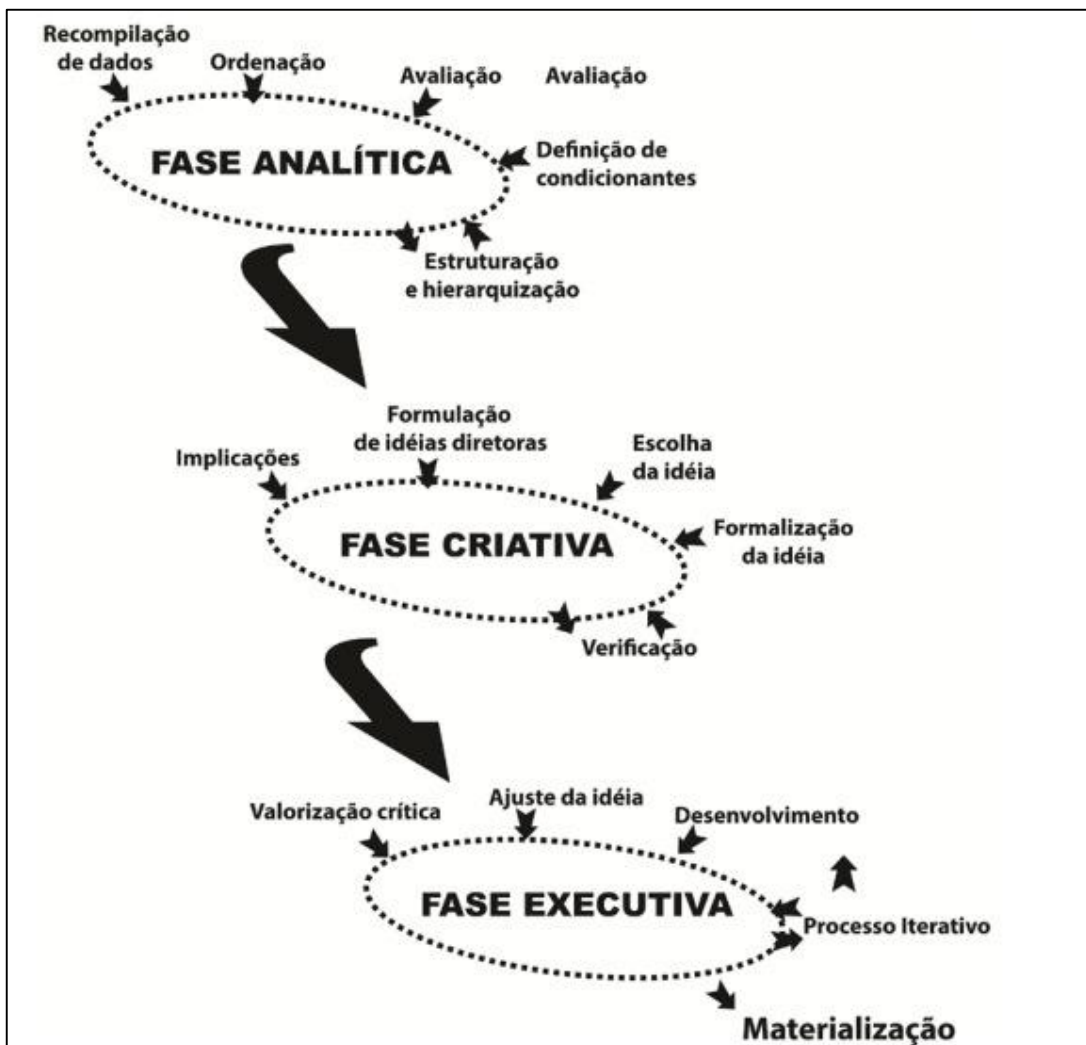 Recompilação
de dados
Ordenação
Avaliação
Avaliação
FASE ANALÍTICA
Definição de
condicionantes
Estruturação
e hierarquização
Formulação
de idéias diretoras
Implicações
Escolha
da idéia
FASE CRIATIVA
Formalização
da idéia
Verificação
Valorização crítica
Ajuste da idéia
Desenvolvimento
FASE EXECUTIVA
Processo Iterativo
Materialização